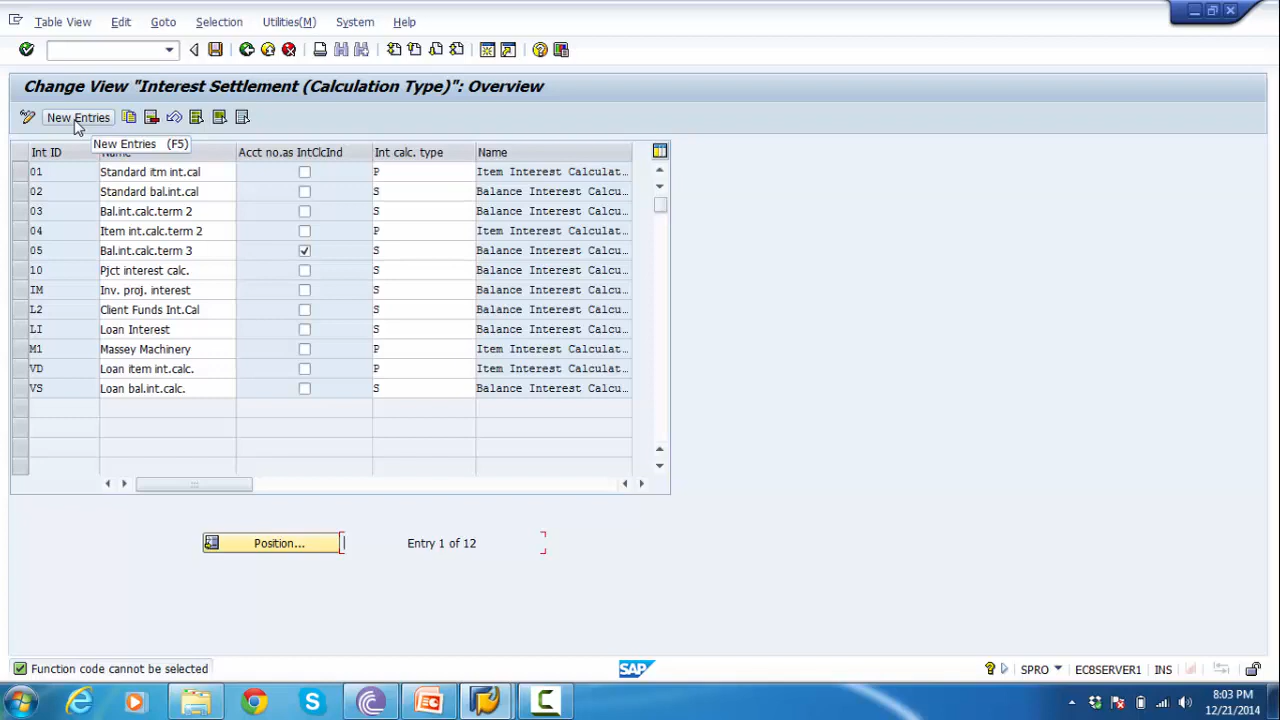 Table View Edit Goto Selection Utilities(M) System Help
Change View "Interest Settlement (Calculation Type)": Overview
New Entries
New Entries (F5)
Int ID Name Acct no.as IntClcInd Int calc. type Name
01 Standard itm int.cal P Item Interest Calculat…
02 Standard bal.int.cal S Balance Interest Calcu…
03 Bal.int.calc.term 2 S Balance Interest Calcu…
04 Item int.calc.term 2 P Item Interest Calculat…
05 Bal.int.calc.term 3 S Balance Interest Calcu…
10 Pjct interest calc. S Balance Interest Calcu…
IM Inv. proj. interest S Balance Interest Calcu…
L2 Client Funds Int.Cal S Balance Interest Calcu…
LI Loan Interest S Balance Interest Calcu…
M1 Massey Machinery P Item Interest Calculat…
VD Loan item int.calc. P Item Interest Calculat…
VS Loan bal.int.calc. S Balance Interest Calcu…
Position... Entry 1 of 12
Function code cannot be selected SAP SPRO EC8SERVER1 INS
8:03 PM
12/21/2014